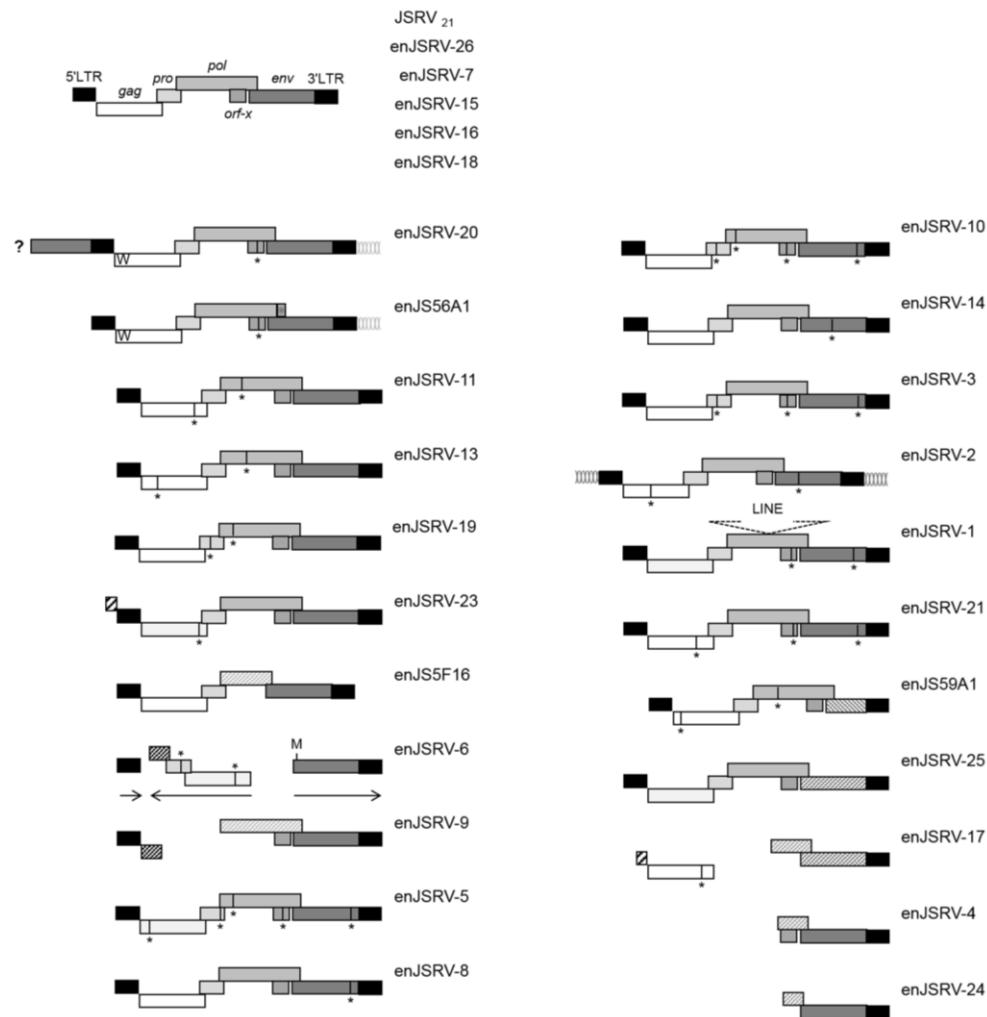 JSRV 21
enJSRV-26
enJSRV-7
enJSRV-15
enJSRV-16
enJSRV-18
5'LTR gag pro pol orf-x env 3'LTR
? W * enJSRV-20
W * enJS56A1
* * enJSRV-11
* * enJSRV-13
* * enJSRV-19
* enJSRV-23
enJS5F16
* * M enJSRV-6
enJSRV-9
* * * * * enJSRV-5
* enJSRV-8
* * * * enJSRV-10
* enJSRV-14
* * * enJSRV-3
* * enJSRV-2
LINE
* * enJSRV-1
* * * enJSRV-21
* * enJS59A1
enJSRV-25
* enJSRV-17
enJSRV-4
enJSRV-24